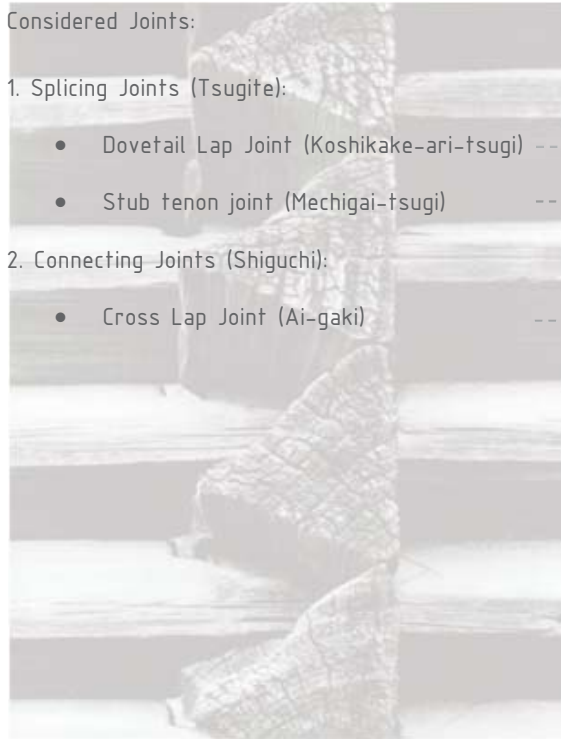 Considered Joints:
1. Splicing Joints (Tsugite):
• Dovetail Lap Joint (Koshikake-ari-tsugi) --
• Stub tenon joint (Mechigai-tsugi) --
2. Connecting Joints (Shiguchi):
• Cross Lap Joint (Ai-gaki) --